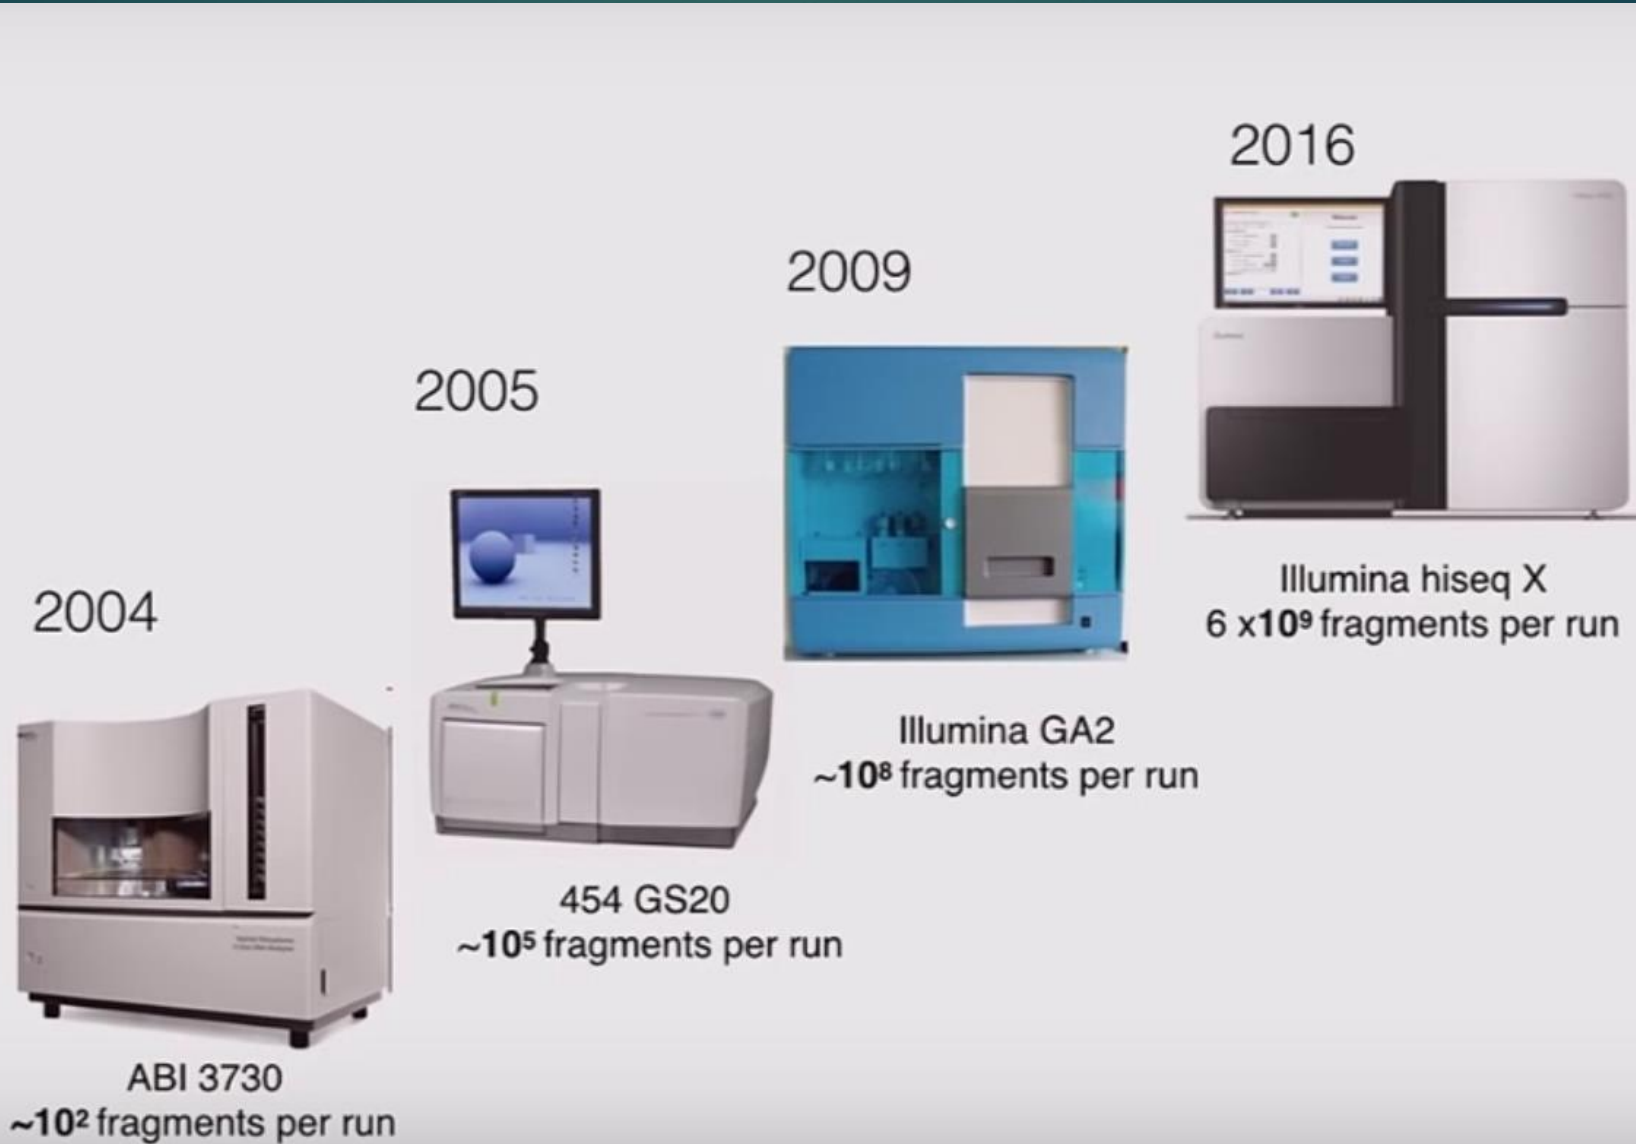 2016
2009
2005
2004
Illumina hiseq X
6 x10⁹ fragments per run
Illumina GA2
~10⁸ fragments per run
454 GS20
~10⁵ fragments per run
ABI 3730
~10² fragments per run